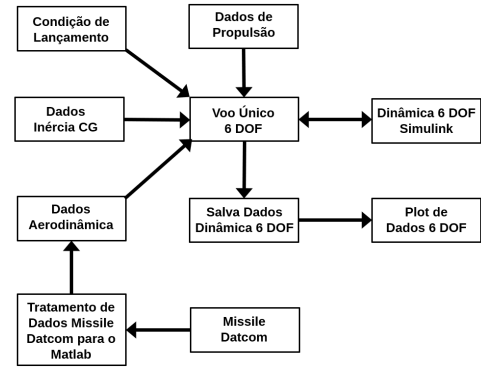 Condição de
Lançamento
Dados de
Propulsão
Dados
Inércia CG
Voo Único
6 DOF
Dinâmica 6 DOF
Simulink
Dados
Aerodinâmica
Salva Dados
Dinâmica 6 DOF
Plot de
Dados 6 DOF
Tratamento de
Dados Missile
Datcom para o
Matlab
Missile
Datcom